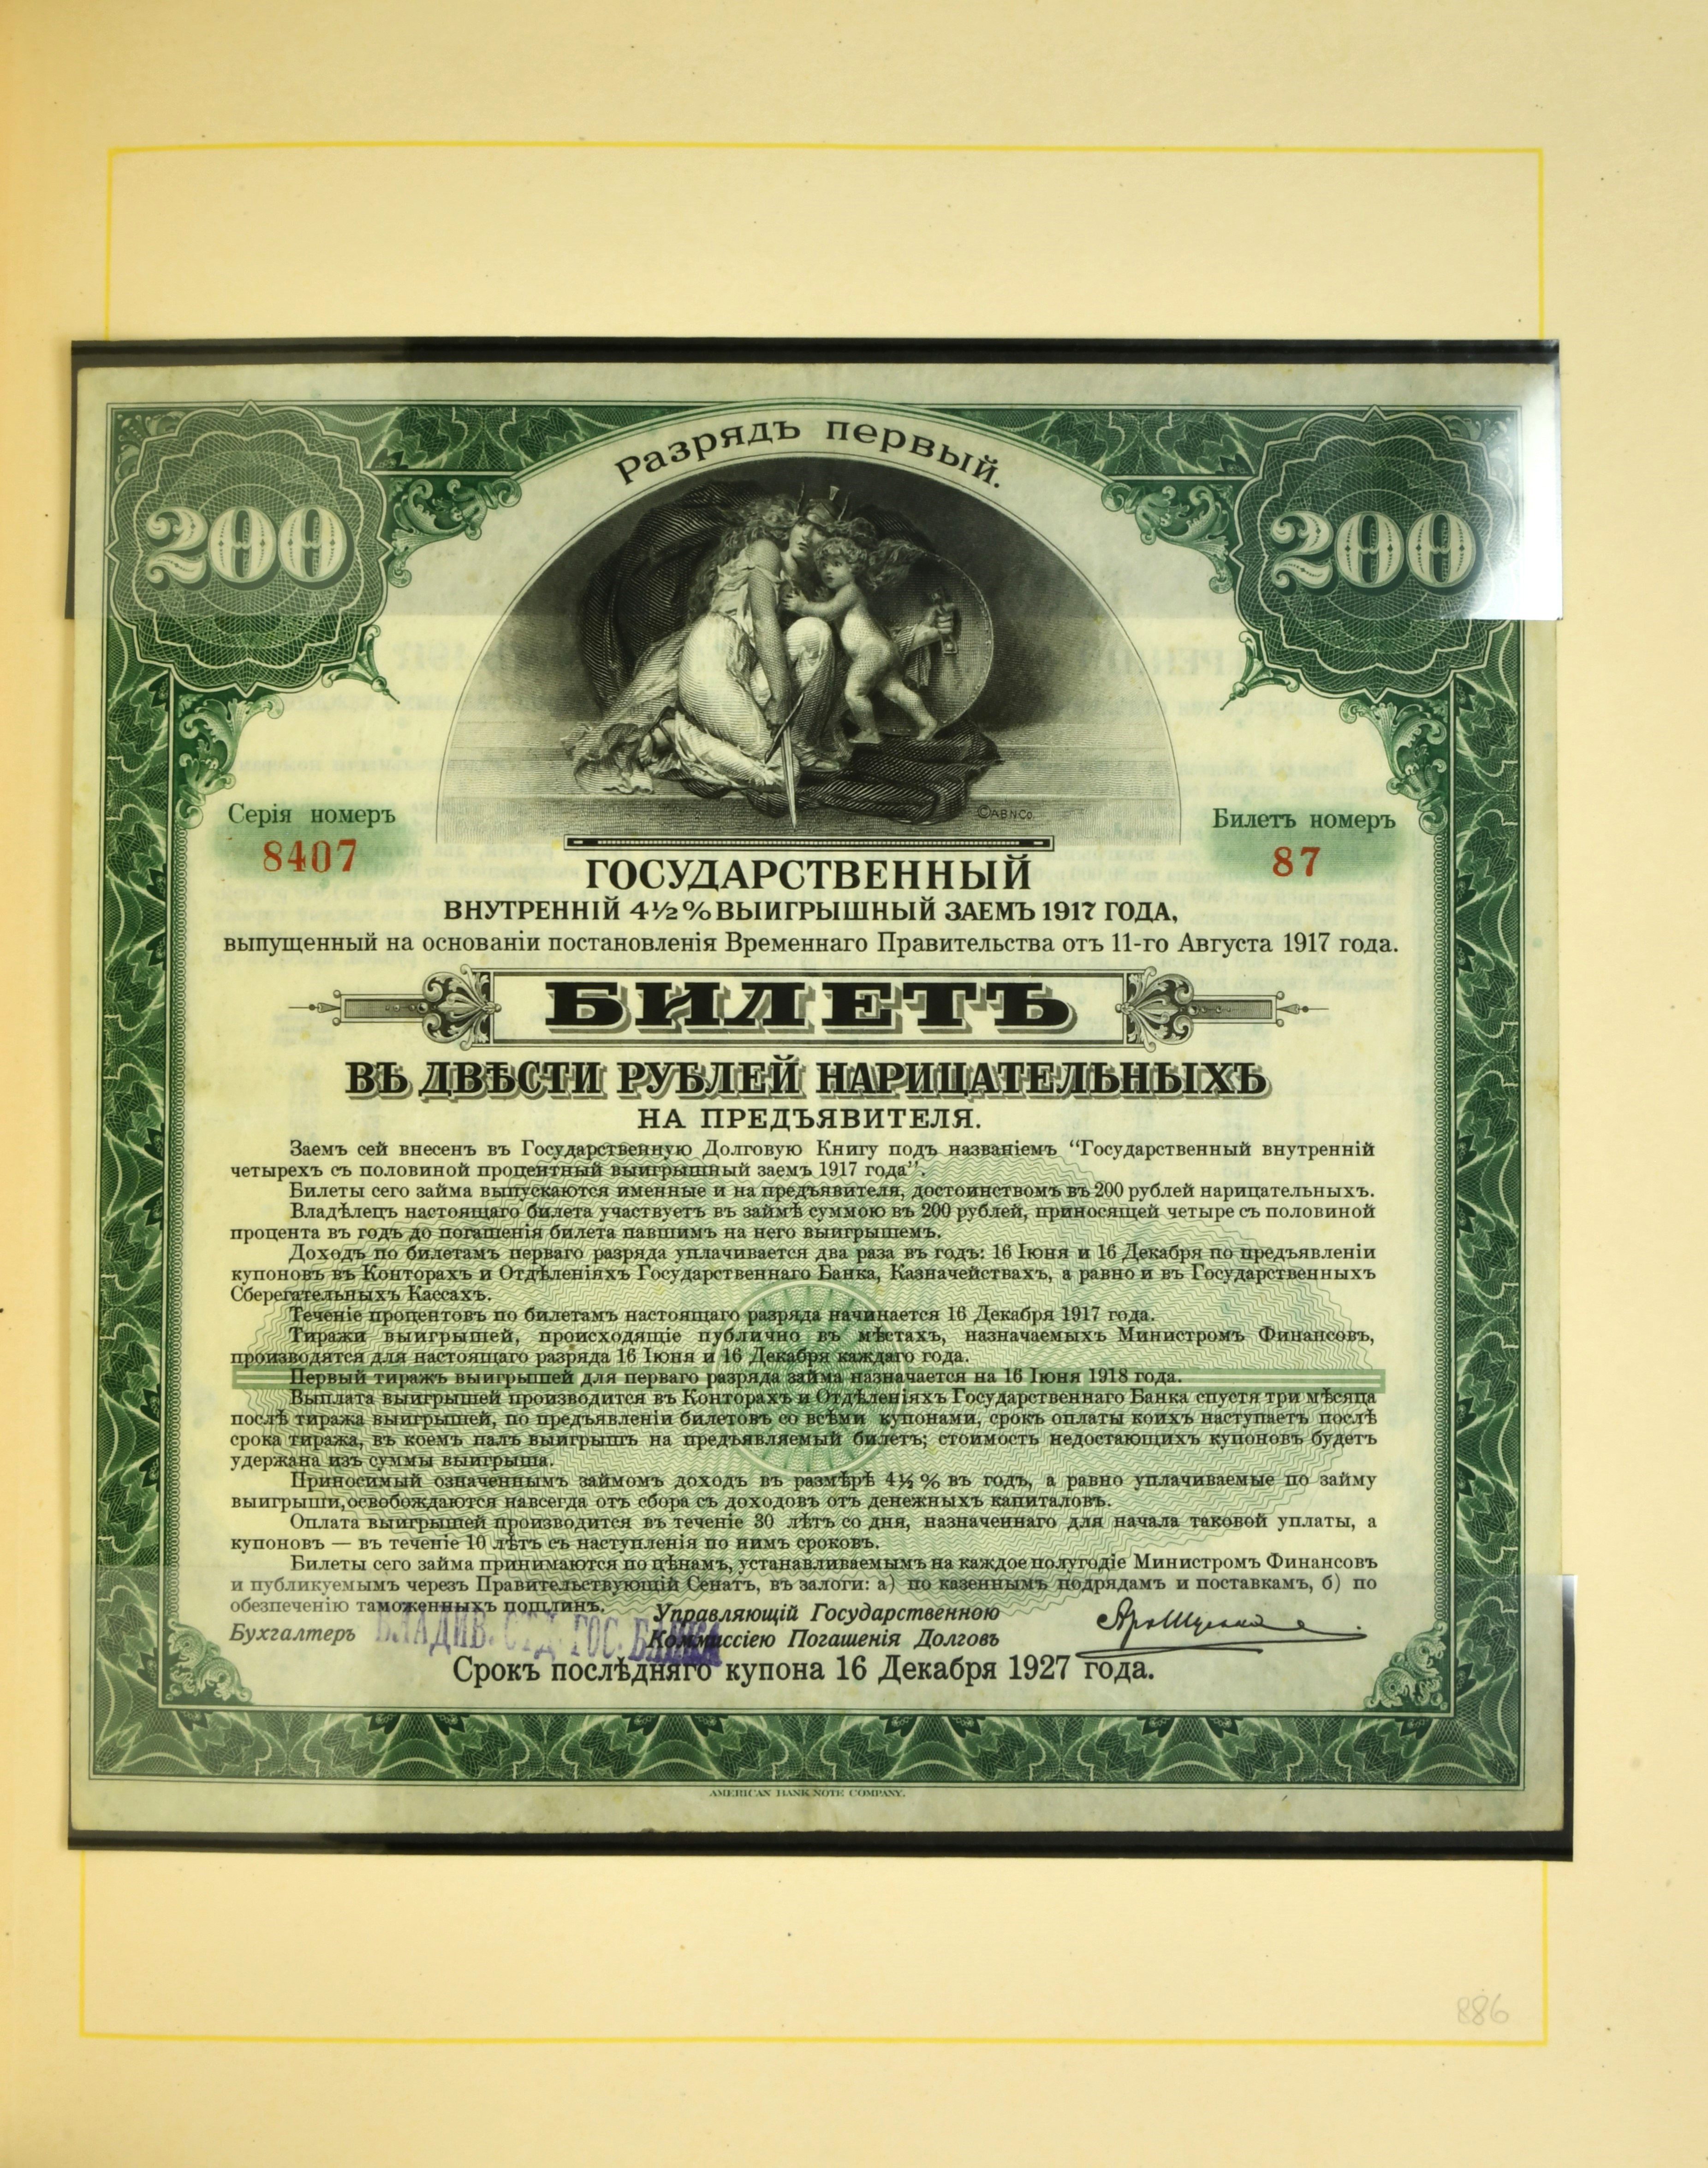 Разрядъ первый.
200
200
©ABNCo.
Серія номеръ
8407
Билетъ номеръ
87
ГОСУДАРСТВЕННЫЙ
ВНУТРЕННІЙ 4½% ВЫИГРЫШНЫЙ ЗАЕМЪ 1917 ГОДА,
выпущенный на основаніи постановленія Временнаго Правительства отъ 11-го Августа 1917 года.
БИЛЕТЪ
ВЪ ДВѢСТИ РУБЛЕЙ НАРИЦАТЕЛЬНЫХЪ
НА ПРЕДЪЯВИТЕЛЯ.
Заемъ сей внесенъ въ Государственную Долговую Книгу подъ названіемъ “Государственный внутренній
четырехъ съ половиной процентный выигрышный заемъ 1917 года”.
Билеты сего займа выпускаются именные и на предъявителя, достоинствомъ въ 200 рублей нарицательныхъ.
Владѣлецъ настоящаго билета участвуетъ въ займѣ суммою въ 200 рублей, приносящей четыре съ половиной
процента въ годъ до погашенія билета павшимъ на него выигрышемъ.
Доходъ по билетамъ перваго разряда уплачивается два раза въ годъ: 16 Іюня и 16 Декабря по предъявленіи
купоновъ въ Конторахъ и Отдѣленіяхъ Государственнаго Банка, Казначействахъ, а равно и въ Государственныхъ
Сберегательныхъ Кассахъ.
Теченіе процентовъ по билетамъ настоящаго разряда начинается 16 Декабря 1917 года.
Тиражи выигрышей, происходящіе публично въ мѣстахъ, назначаемыхъ Министромъ Финансовъ,
производятся для настоящаго разряда 16 Іюня и 16 Декабря каждаго года.
Первый тиражъ выигрышей для перваго разряда займа назначается на 16 Іюня 1918 года.
Выплата выигрышей производится въ Конторахъ и Отдѣленіяхъ Государственнаго Банка спустя три мѣсяца
послѣ тиража выигрышей, по предъявленіи билетовъ со всѣми купонами, срокъ оплаты коихъ наступаетъ послѣ
срока тиража, въ коемъ палъ выигрышъ на предъявляемый билетъ; стоимость недостающихъ купоновъ будетъ
удержана изъ суммы выигрыша.
Приносимый означеннымъ займомъ доходъ въ размѣрѣ 4½% въ годъ, а равно уплачиваемые по займу
выигрыши, освобождаются навсегда отъ сбора съ доходовъ отъ денежныхъ капиталовъ.
Оплата выигрышей производится въ теченіе 30 лѣтъ со дня, назначеннаго для начала таковой уплаты, а
купоновъ — въ теченіе 10 лѣтъ съ наступленія по нимъ сроковъ.
Билеты сего займа принимаются по цѣнамъ, устанавливаемымъ на каждое полугодіе Министромъ Финансовъ
и публикуемымъ черезъ Правительствующій Сенатъ, въ залоги: а) по казеннымъ подрядамъ и поставкамъ, б) по
обезпеченію таможенныхъ пошлинъ.
Управляющій Государственною
Бухгалтеръ ВЛАДИВ. ОТД. ГОС. БАНКА Коммиссіею Погашенія Долговъ
Срокъ послѣдняго купона 16 Декабря 1927 года.
AMERICAN BANK NOTE COMPANY.
886